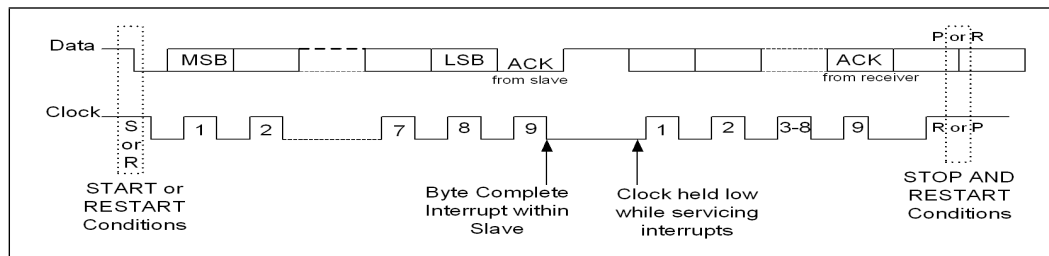 P or R
Data
MSB
LSB
ACK
ACK
from slave
from receiver
Clock
S
or
R
1
2
7
8
9
1
2
3-8
9
R or P
START or
RESTART
Conditions
Byte Complete
Interrupt within
Slave
Clock held low
while servicing
interrupts
STOP AND
RESTART
Conditions